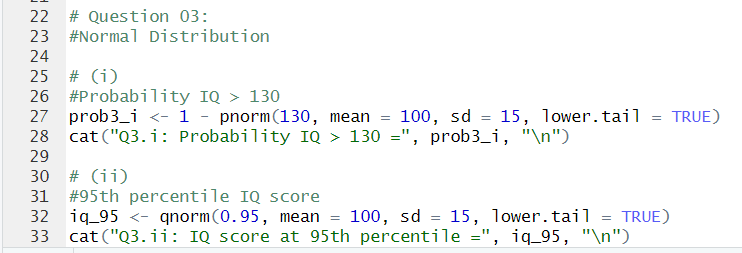 22 # Question 03:
23 #Normal Distribution
24
25 # (i)
26 #Probability IQ > 130
27 prob3_i <- 1 - pnorm(130, mean = 100, sd = 15, lower.tail = TRUE)
28 cat("Q3.i: Probability IQ > 130 =", prob3_i, "\n")
29
30 # (ii)
31 #95th percentile IQ score
32 iq_95 <- qnorm(0.95, mean = 100, sd = 15, lower.tail = TRUE)
33 cat("Q3.ii: IQ score at 95th percentile =", iq_95, "\n")